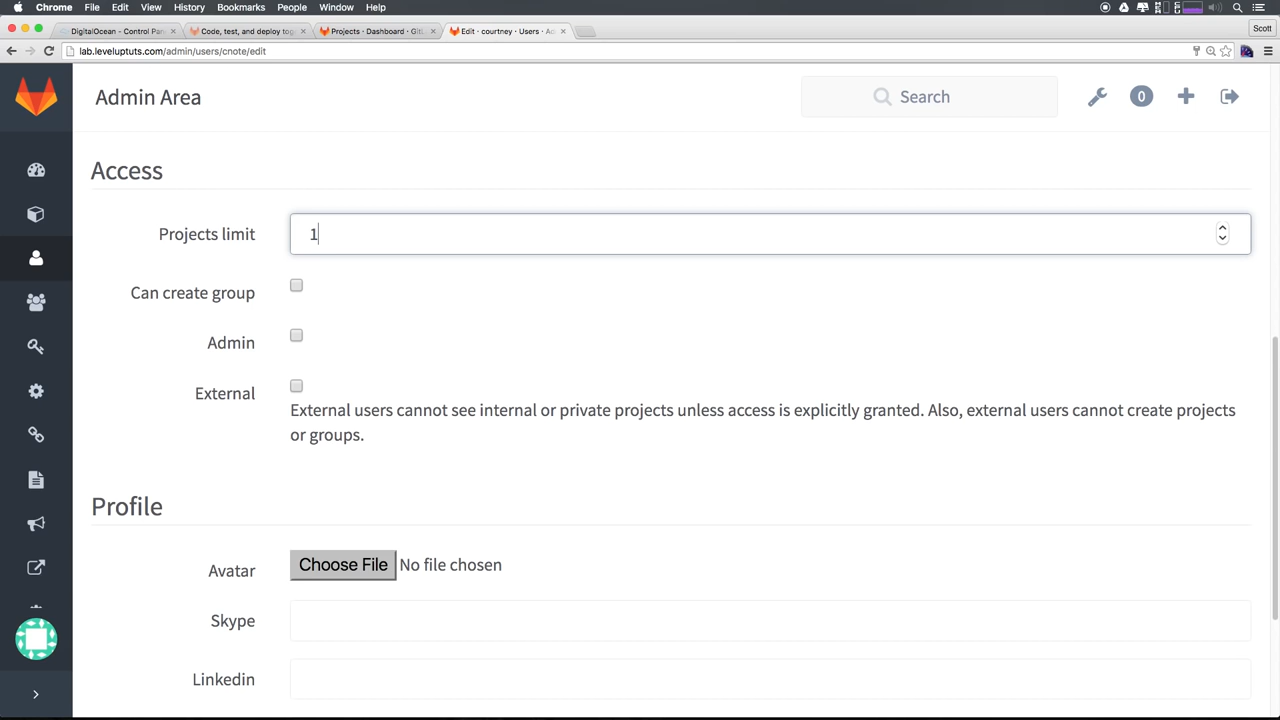 Chrome File Edit View History Bookmarks People Window Help
DigitalOcean - Control Pan
Code, test, and deploy tog
Projects · Dashboard · GitL
Edit · courtney · Users · A
Scott
lab.leveluptuts.com/admin/users/cnote/edit
Admin Area
Search
0
Access
Projects limit
1
Can create group
Admin
External
External users cannot see internal or private projects unless access is explicitly granted. Also, external users cannot create projects
or groups.
Profile
Avatar
Choose File No file chosen
Skype
Linkedin